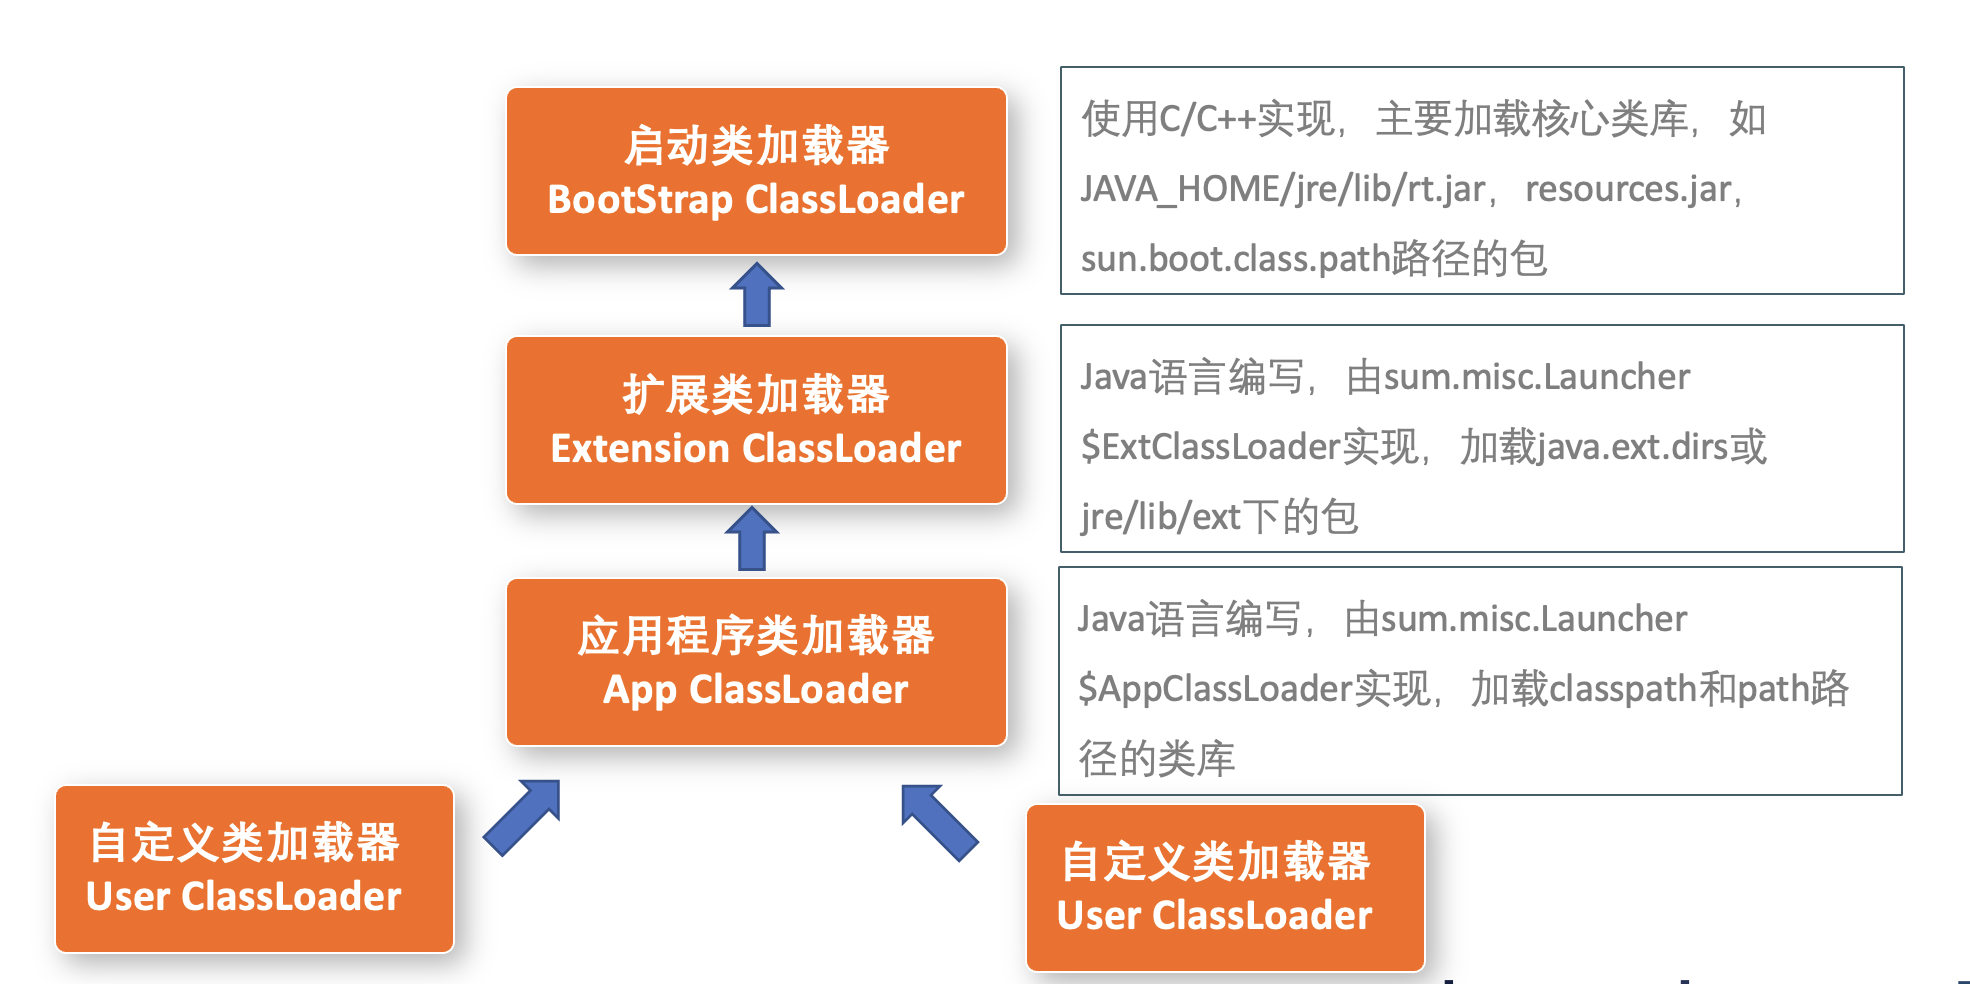 启动类加载器
BootStrap ClassLoader
使用C/C++实现，主要加载核心类库，如
JAVA_HOME/jre/lib/rt.jar，resources.jar，
sun.boot.class.path路径的包
扩展类加载器
Extension ClassLoader
Java语言编写，由sum.misc.Launcher
$ExtClassLoader实现，加载java.ext.dirs或
jre/lib/ext下的包
应用程序类加载器
App ClassLoader
Java语言编写，由sum.misc.Launcher
$AppClassLoader实现，加载classpath和path路
径的类库
自定义类加载器
User ClassLoader
自定义类加载器
User ClassLoader